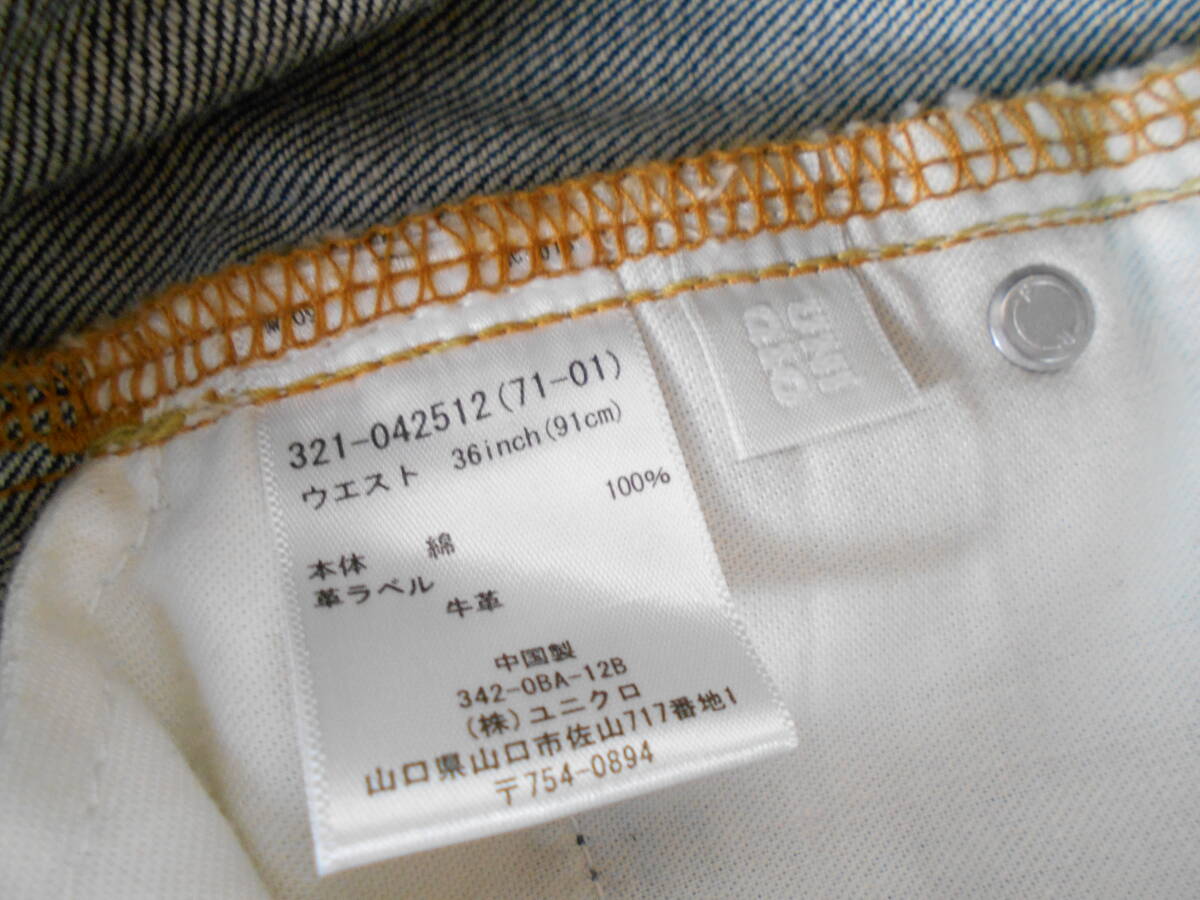 321-042512(71-01)
ウエスト 36inch(91cm)
100%
本体 綿
革ラベル
牛革
中国製
342-0BA-12B
(株)ユニクロ
山口県山口市佐山717番地1
〒754-0894
UNI
QLO